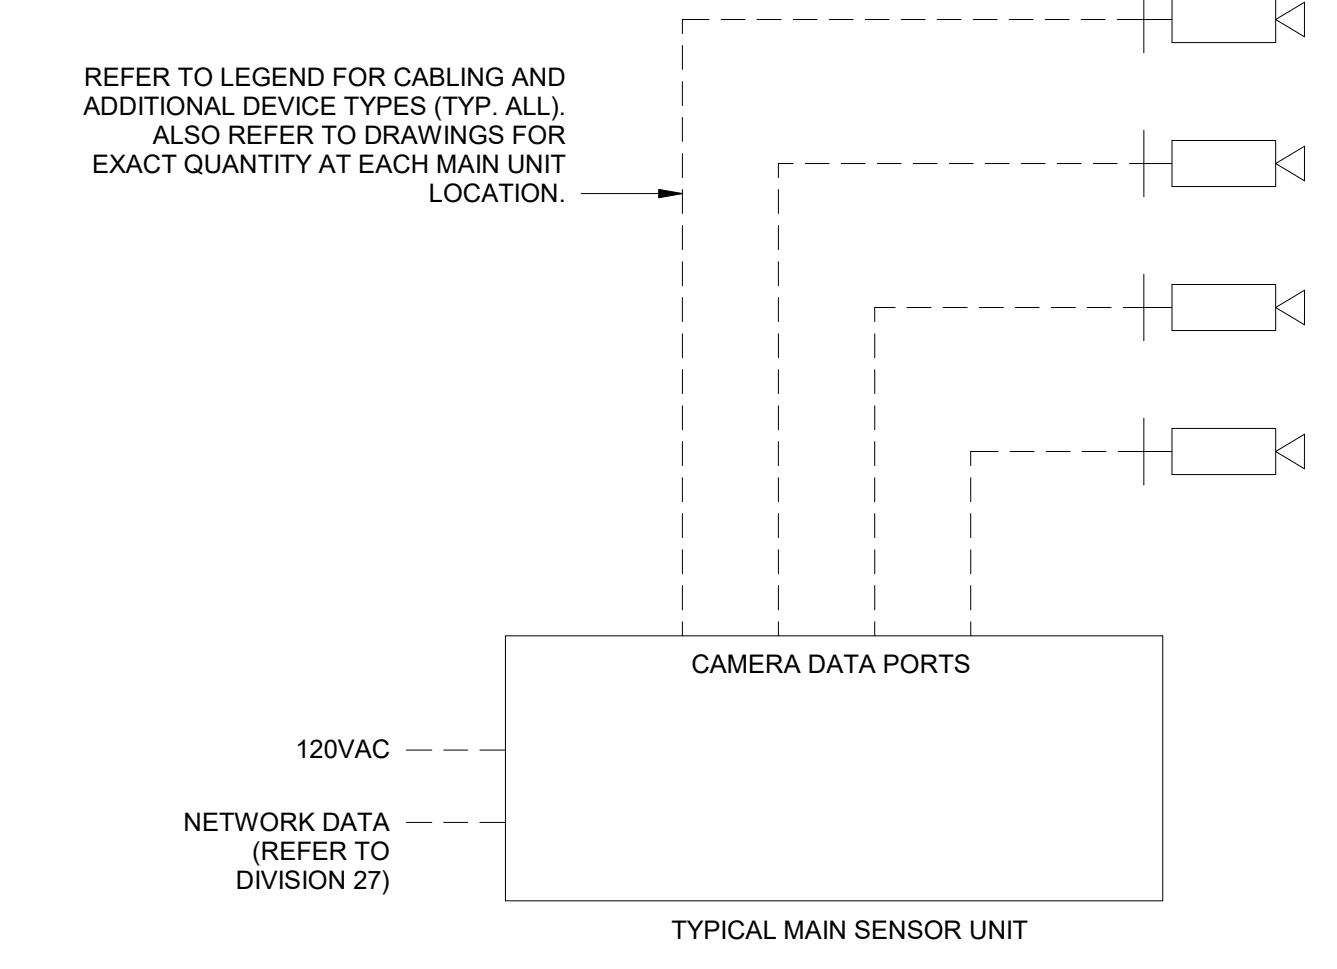 REFER TO LEGEND FOR CABLING AND
ADDITIONAL DEVICE TYPES (TYP. ALL).
ALSO REFER TO DRAWINGS FOR
EXACT QUANTITY AT EACH MAIN UNIT
LOCATION.
CAMERA DATA PORTS
120VAC
NETWORK DATA
(REFER TO
DIVISION 27)
TYPICAL MAIN SENSOR UNIT